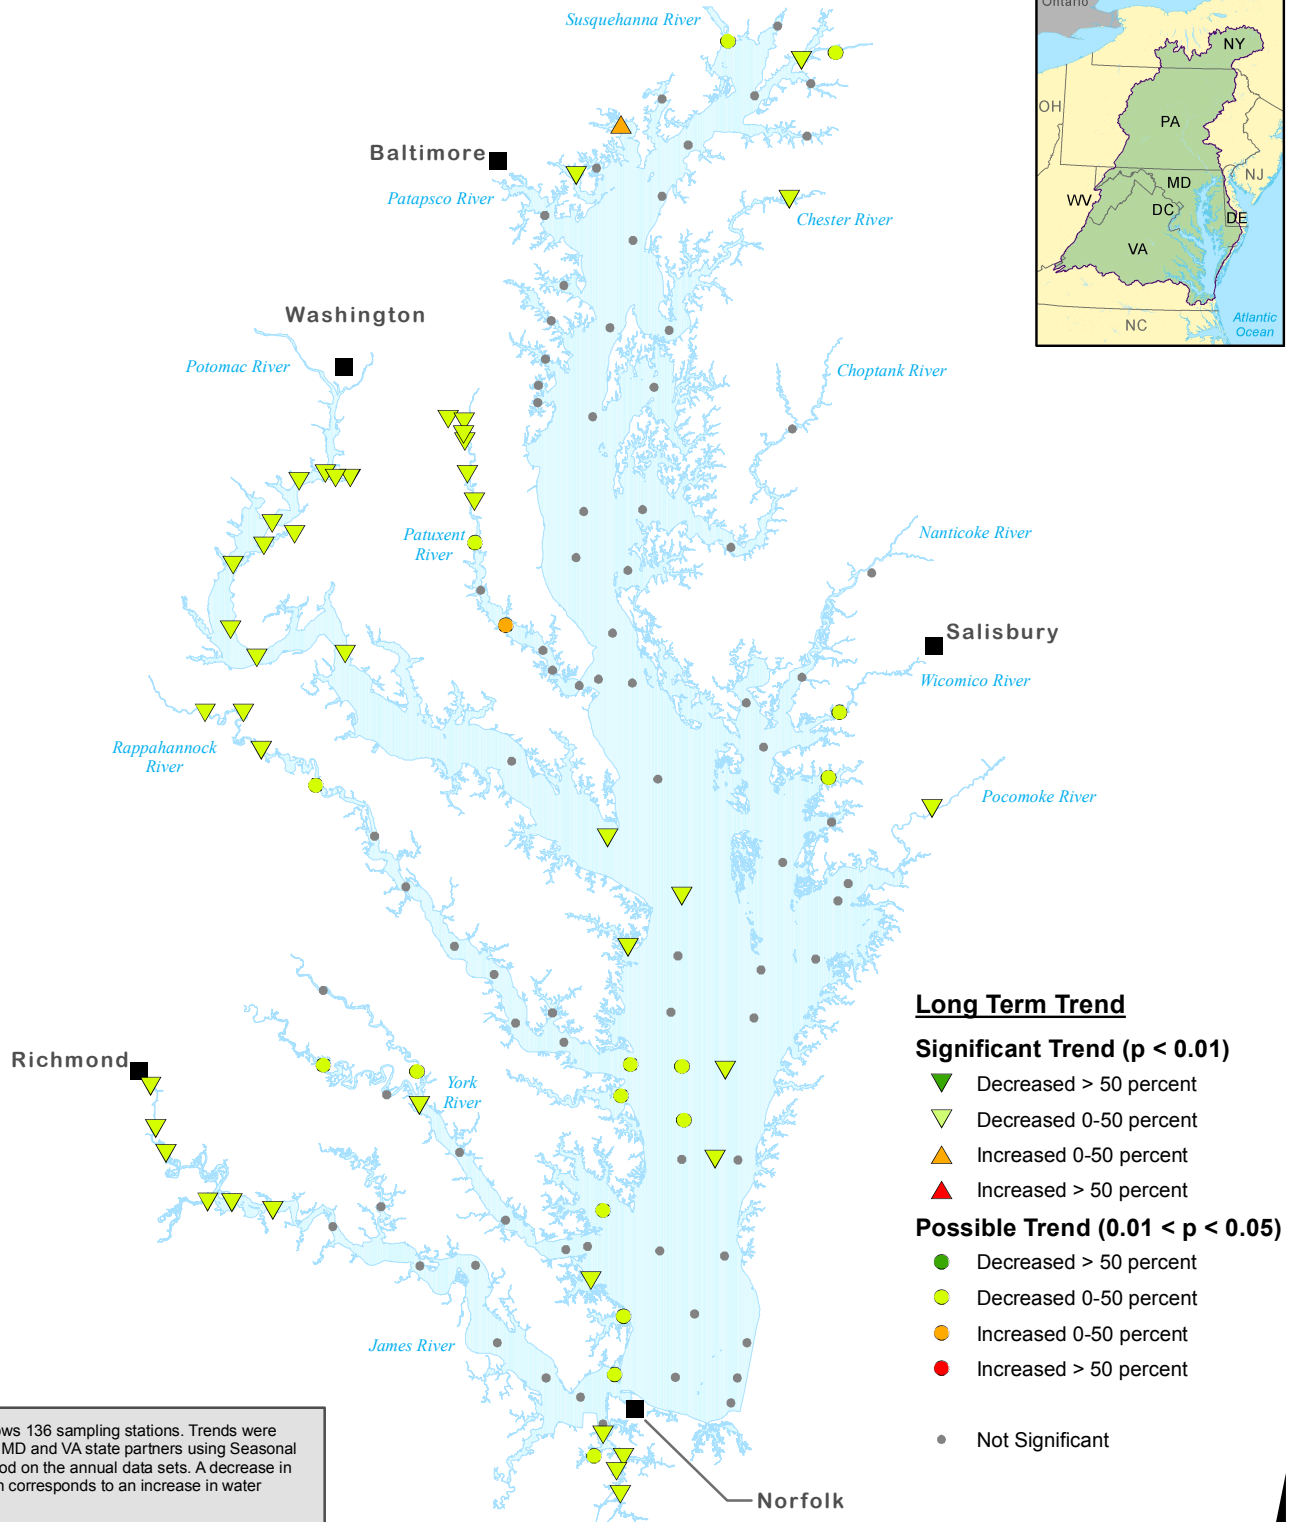 Susquehanna River
Ontario
NY
OH
PA
NJ
MD
WV
DC
DE
VA
NC
Atlantic
Ocean
Baltimore
Patapsco River
Chester River
Washington
Potomac River
Choptank River
Patuxent
River
Nanticoke River
Salisbury
Wicomico River
Rappahannock
River
Pocomoke River
Richmond
York
River
James River
Norfolk
Long Term Trend
Significant Trend (p < 0.01)
Decreased > 50 percent
Decreased 0-50 percent
Increased 0-50 percent
Increased > 50 percent
Possible Trend (0.01 < p < 0.05)
Decreased > 50 percent
Decreased 0-50 percent
Increased 0-50 percent
Increased > 50 percent
Not Significant
ows 136 sampling stations. Trends were
MD and VA state partners using Seasonal
od on the annual data sets. A decrease in
n corresponds to an increase in water